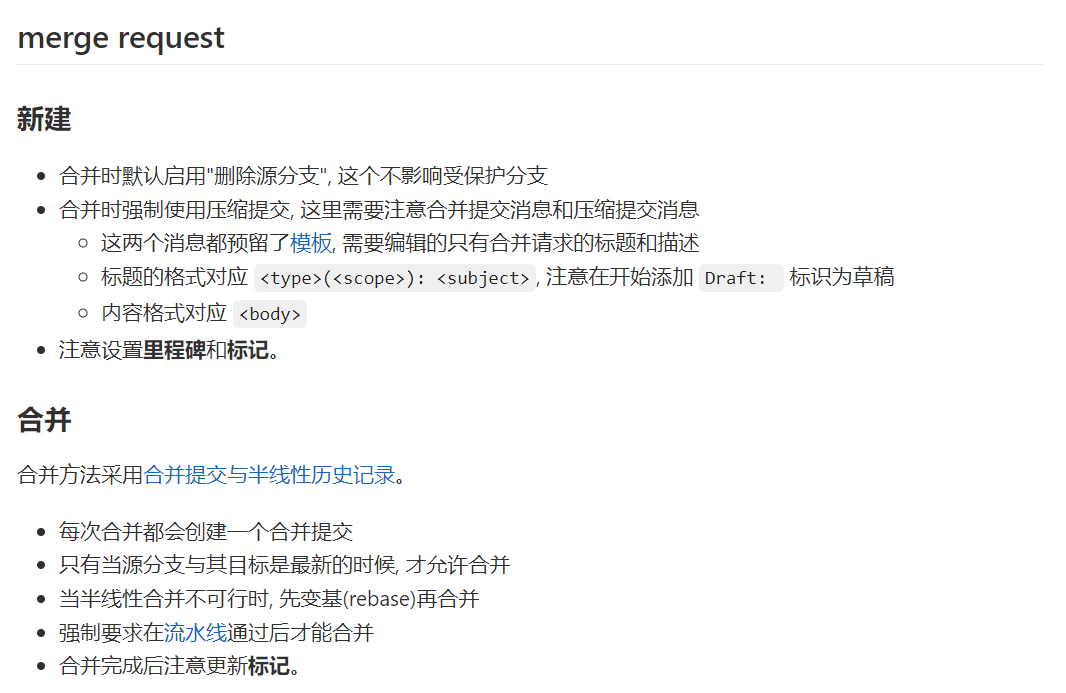 merge request
新建
合并时默认启用"删除源分支", 这个不影响受保护分支
合并时强制使用压缩提交, 这里需要注意合并提交消息和压缩提交消息
这两个消息都预留了模板, 需要编辑的只有合并请求的标题和描述
标题的格式对应 <type>(<scope>): <subject>, 注意在开始添加 Draft: 标识为草稿
内容格式对应 <body>
注意设置里程碑和标记。
合并
合并方法采用合并提交与半线性历史记录。
每次合并都会创建一个合并提交
只有当源分支与其目标是最新的时候, 才允许合并
当半线性合并不可行时, 先变基(rebase)再合并
强制要求在流水线通过后才能合并
合并完成后注意更新标记。